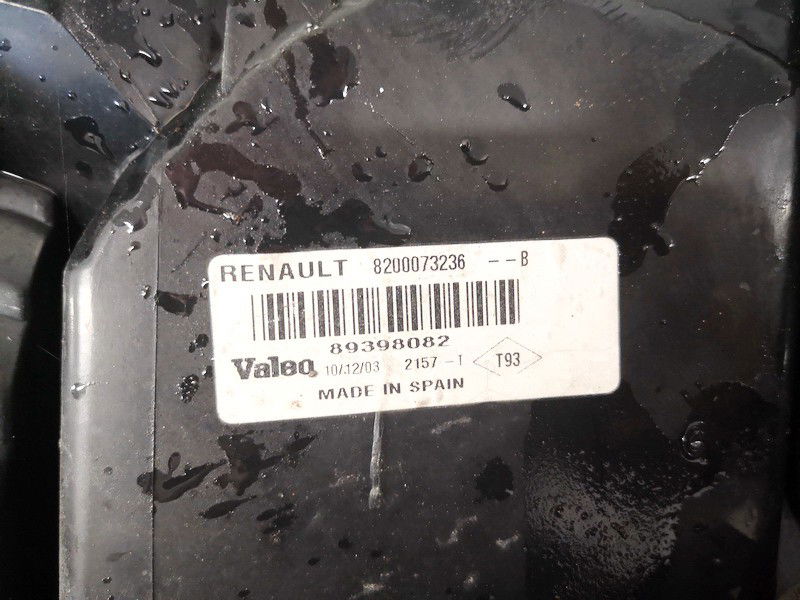 RENAULT 8200073236 --B
89398082
Valeo 10/12/03 2157-1 T93
MADE IN SPAIN